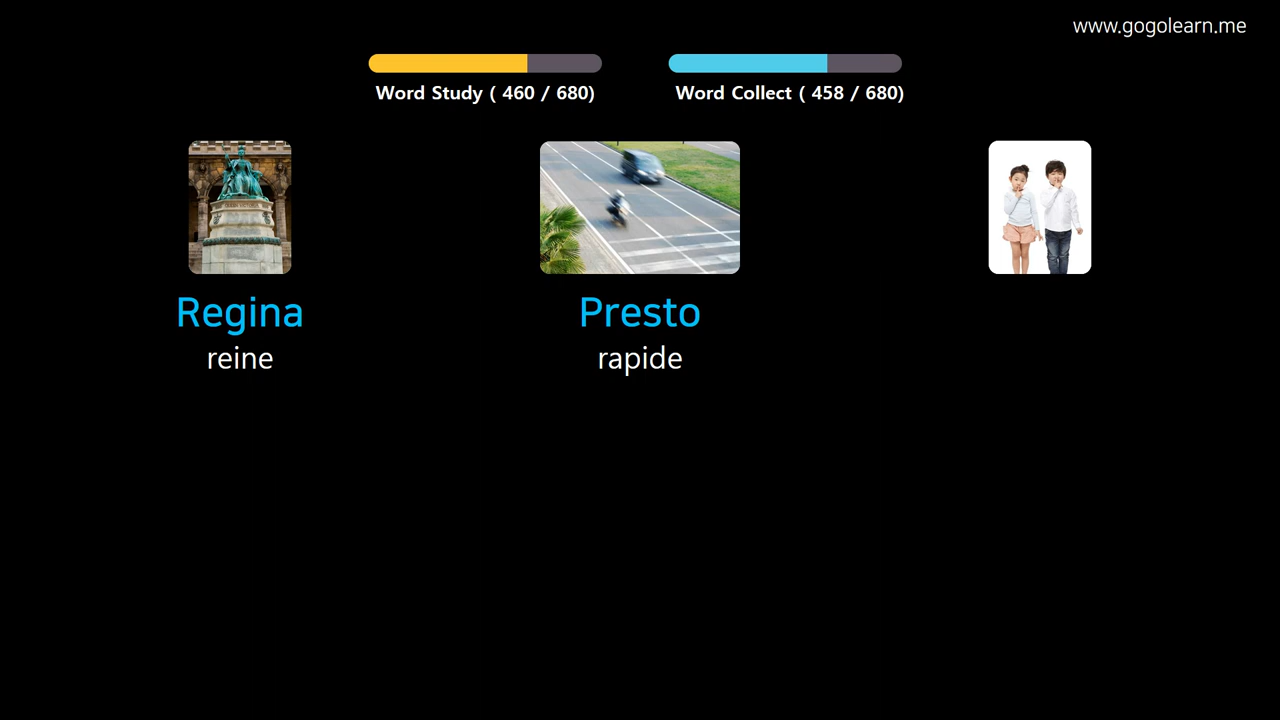 www.gogolearn.me
Word Study ( 460 / 680)
Word Collect ( 458 / 680)
Regina
reine
Presto
rapide